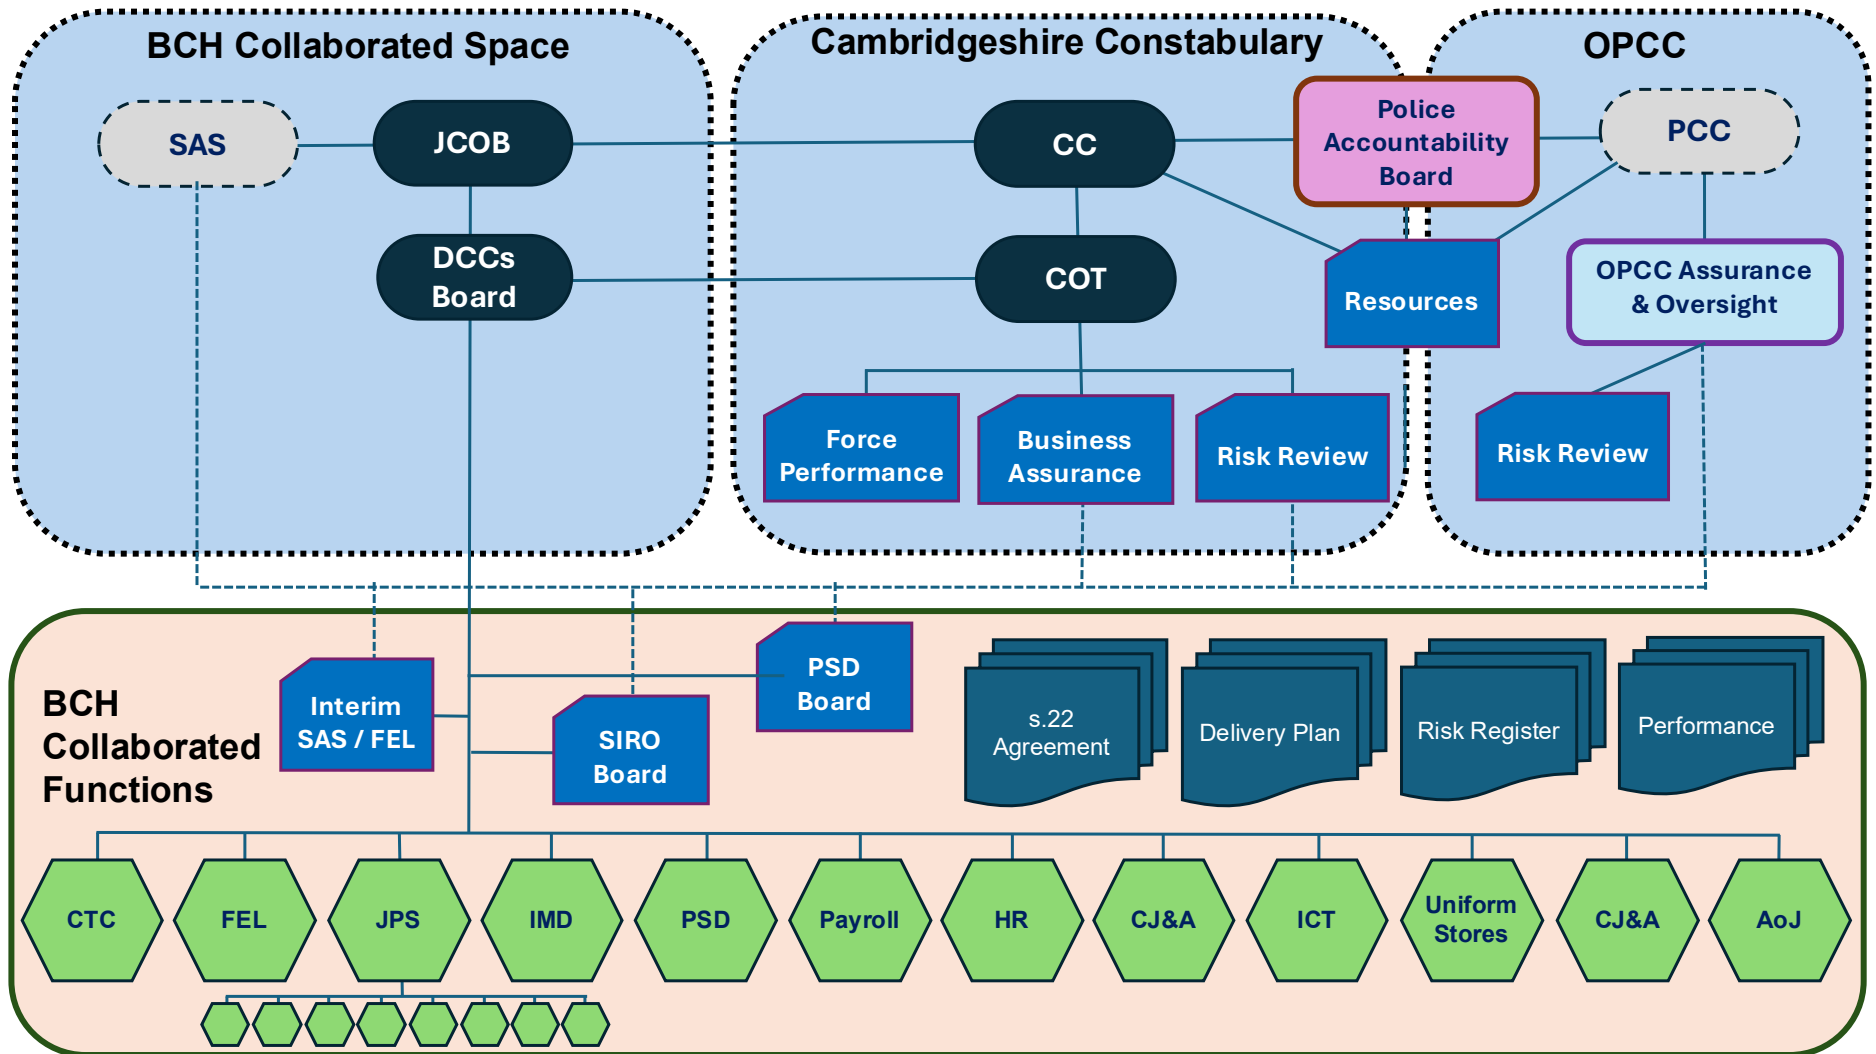 BCH Collaborated Space
Cambridgeshire Constabulary
OPCC
SAS
JCOB
CC
Police
Accountability
Board
PCC
DCCs
Board
COT
Resources
OPCC Assurance
& Oversight
Force
Performance
Business
Assurance
Risk Review
Risk Review
BCH
Collaborated
Functions
Interim
SAS / FEL
SIRO
Board
PSD
Board
s.22
Agreement
Delivery Plan
Risk Register
Performance
CTC
FEL
JPS
IMD
PSD
Payroll
HR
CJ&A
ICT
Uniform
Stores
CJ&A
AoJ